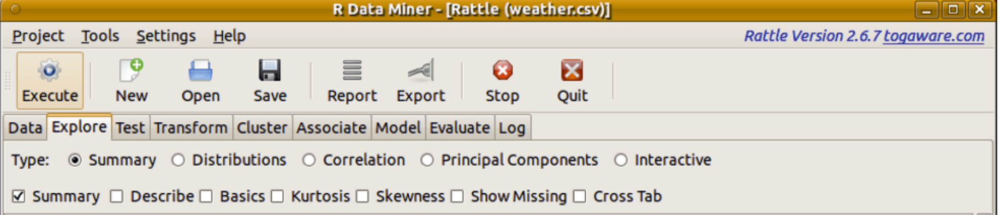 R Data Miner - [Rattle (weather.csv)]
Project Tools Settings Help Rattle Version 2.6.7 togaware.com
Execute New Open Save Report Export Stop Quit
Data Explore Test Transform Cluster Associate Model Evaluate Log
Type: Summary Distributions Correlation Principal Components Interactive
Summary Describe Basics Kurtosis Skewness Show Missing Cross Tab